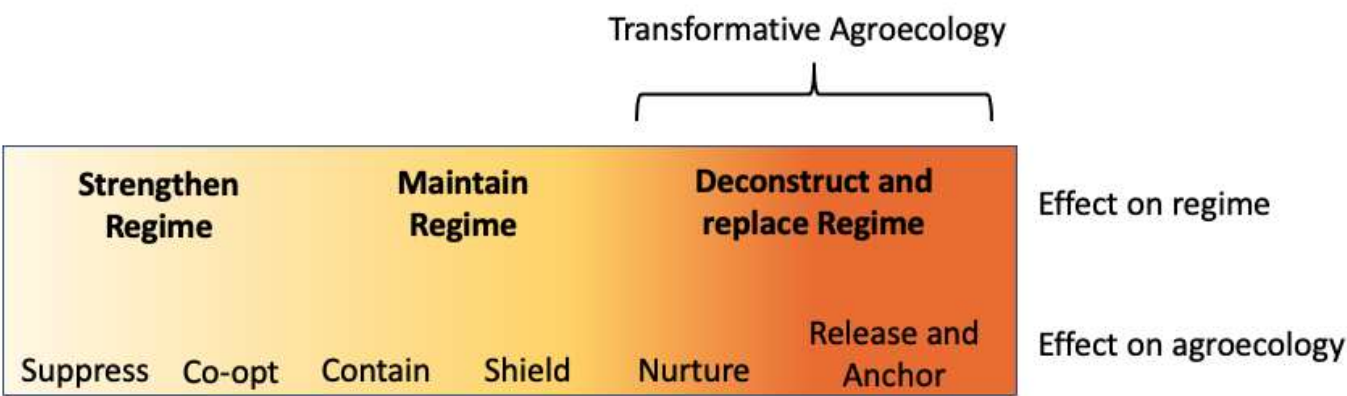 Transformative Agroecology
Strengthen
Regime
Maintain
Regime
Deconstruct and
replace Regime
Effect on regime
Suppress
Co-opt
Contain
Shield
Nurture
Release and
Anchor
Effect on agroecology